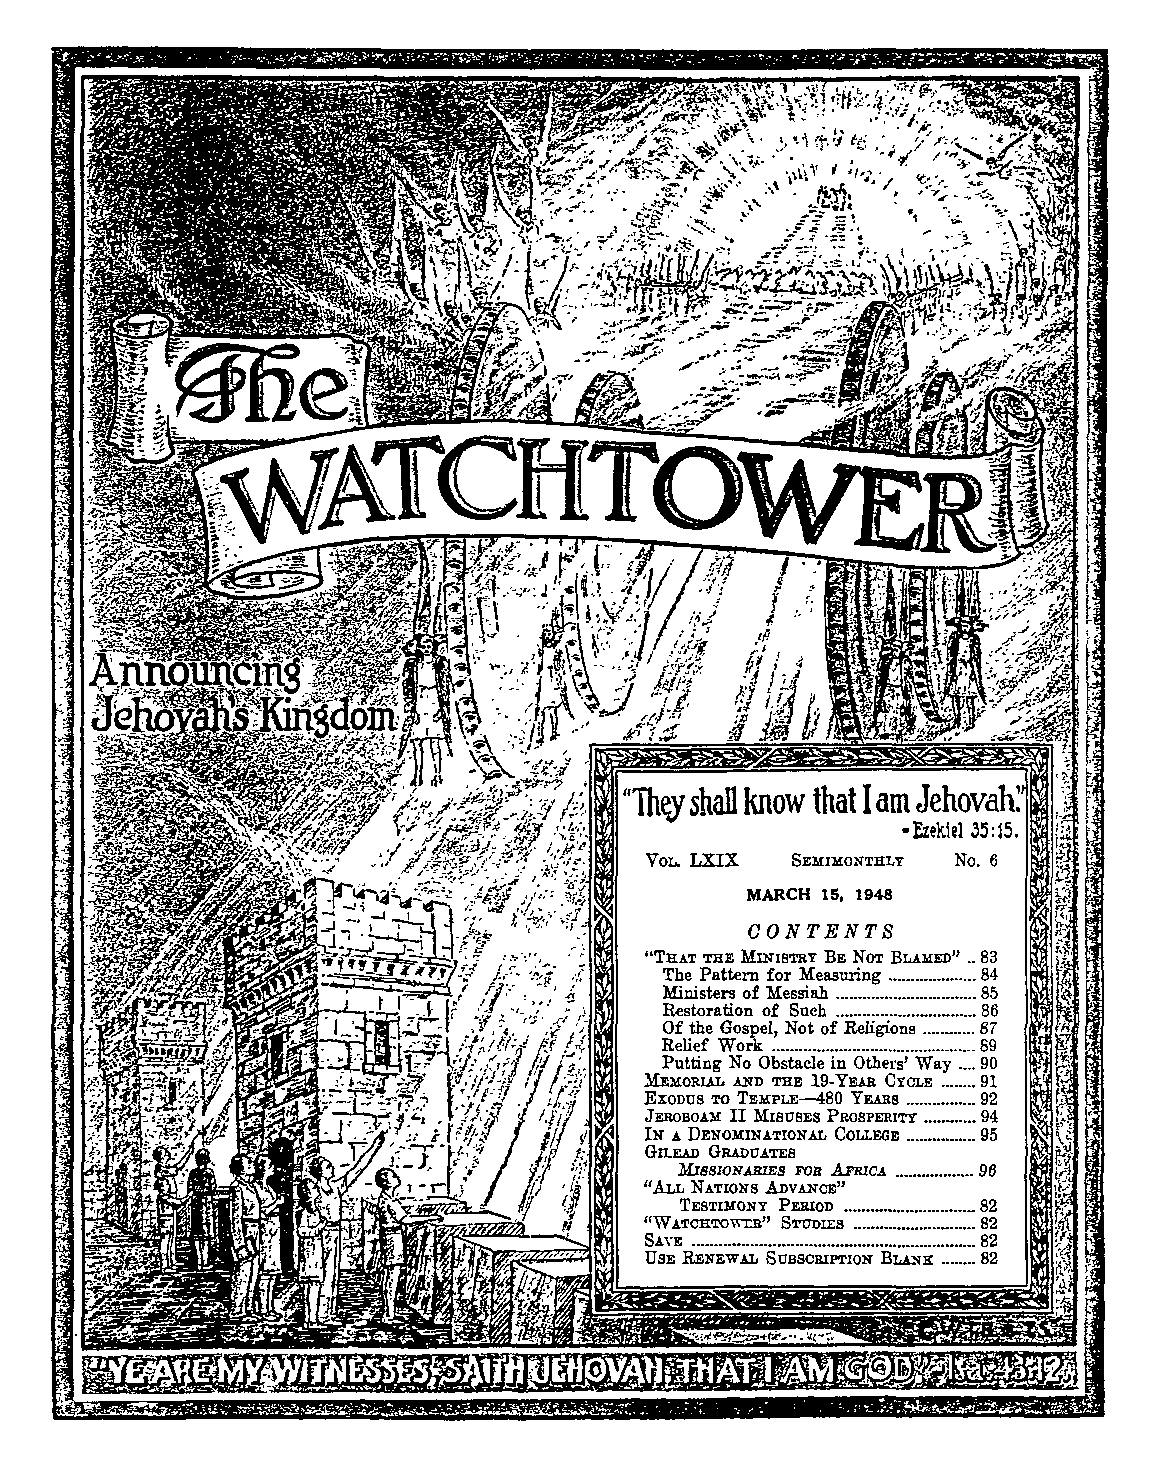 The
WATCHTOWER
Announcing
Jehovah's Kingdom
"They shall know that I am Jehovah."
-Ezekiel 35:15.
VOL. LXIX SEMIMONTHLY No. 6
MARCH 15, 1948
CONTENTS
"THAT THE MINISTRY BE NOT BLAMED" .. 83
The Pattern for Measuring ................. 84
Ministers of Messiah ............................ 85
Restoration of Such ............................. 86
Of the Gospel, Not of Religions ........... 87
Relief Work ........................................ 89
Putting No Obstacle in Others' Way .... 90
MEMORIAL AND THE 19-YEAR CYCLE ........ 91
EXODUS TO TEMPLE—480 YEARS .............. 92
JEROBOAM II MISUSES PROSPERITY ........... 94
IN A DENOMINATIONAL COLLEGE .............. 95
GILEAD GRADUATES
MISSIONARIES FOR AFRICA .................. 96
"ALL NATIONS ADVANCE"
TESTIMONY PERIOD ........................... 82
"WATCHTOWER" STUDIES ........................ 82
SAVE .................................................... 82
USE RENEWAL SUBSCRIPTION BLANK ........ 82
"YE ARE MY WITNESSES, SAITH JEHOVAH, THAT I AM GOD."-Isa. 43:12.